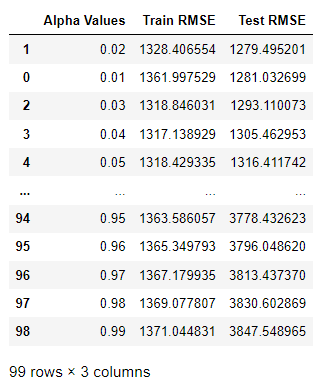 Alpha Values Train RMSE Test RMSE
1 0.02 1328.406554 1279.495201
0 0.01 1361.997529 1281.032699
2 0.03 1318.846031 1293.110073
3 0.04 1317.138929 1305.462953
4 0.05 1318.429335 1316.411742
... ... ... ...
94 0.95 1363.586057 3778.432623
95 0.96 1365.349793 3796.048620
96 0.97 1367.179935 3813.437370
97 0.98 1369.077807 3830.602869
98 0.99 1371.044831 3847.548965
99 rows × 3 columns